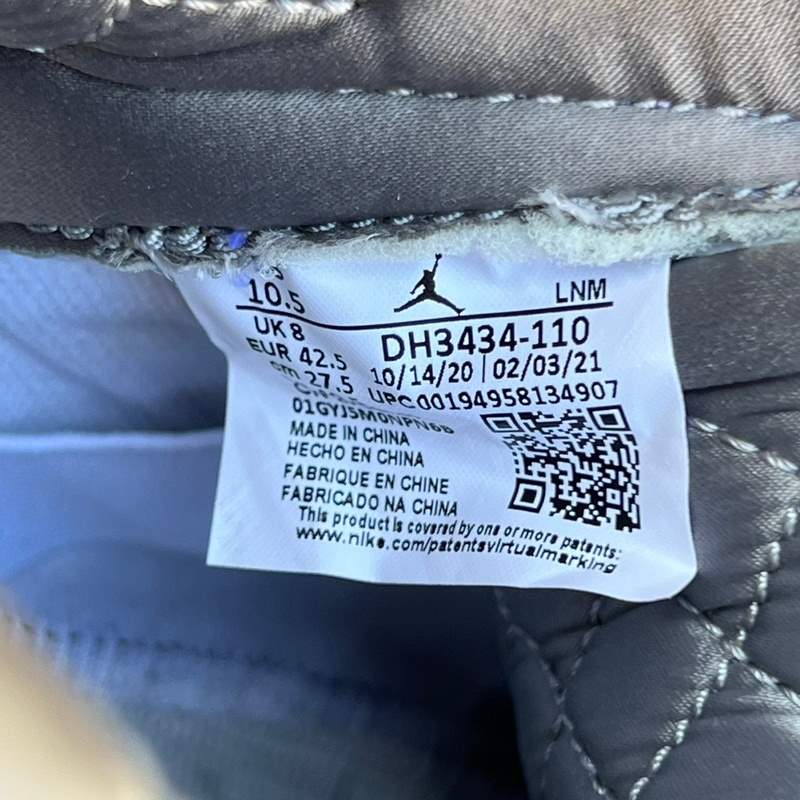 10.5
LNM
UK 8
DH3434-110
EUR 42.5
10/14/20 | 02/03/21
cm 27.5
UPC 00194958134907
MADE IN CHINA
HECHO EN CHINA
FABRIQUE EN CHINE
FABRICADO NA CHINA
This product is covered by one or more patents:
www.nike.com/patentsvirtualmarking